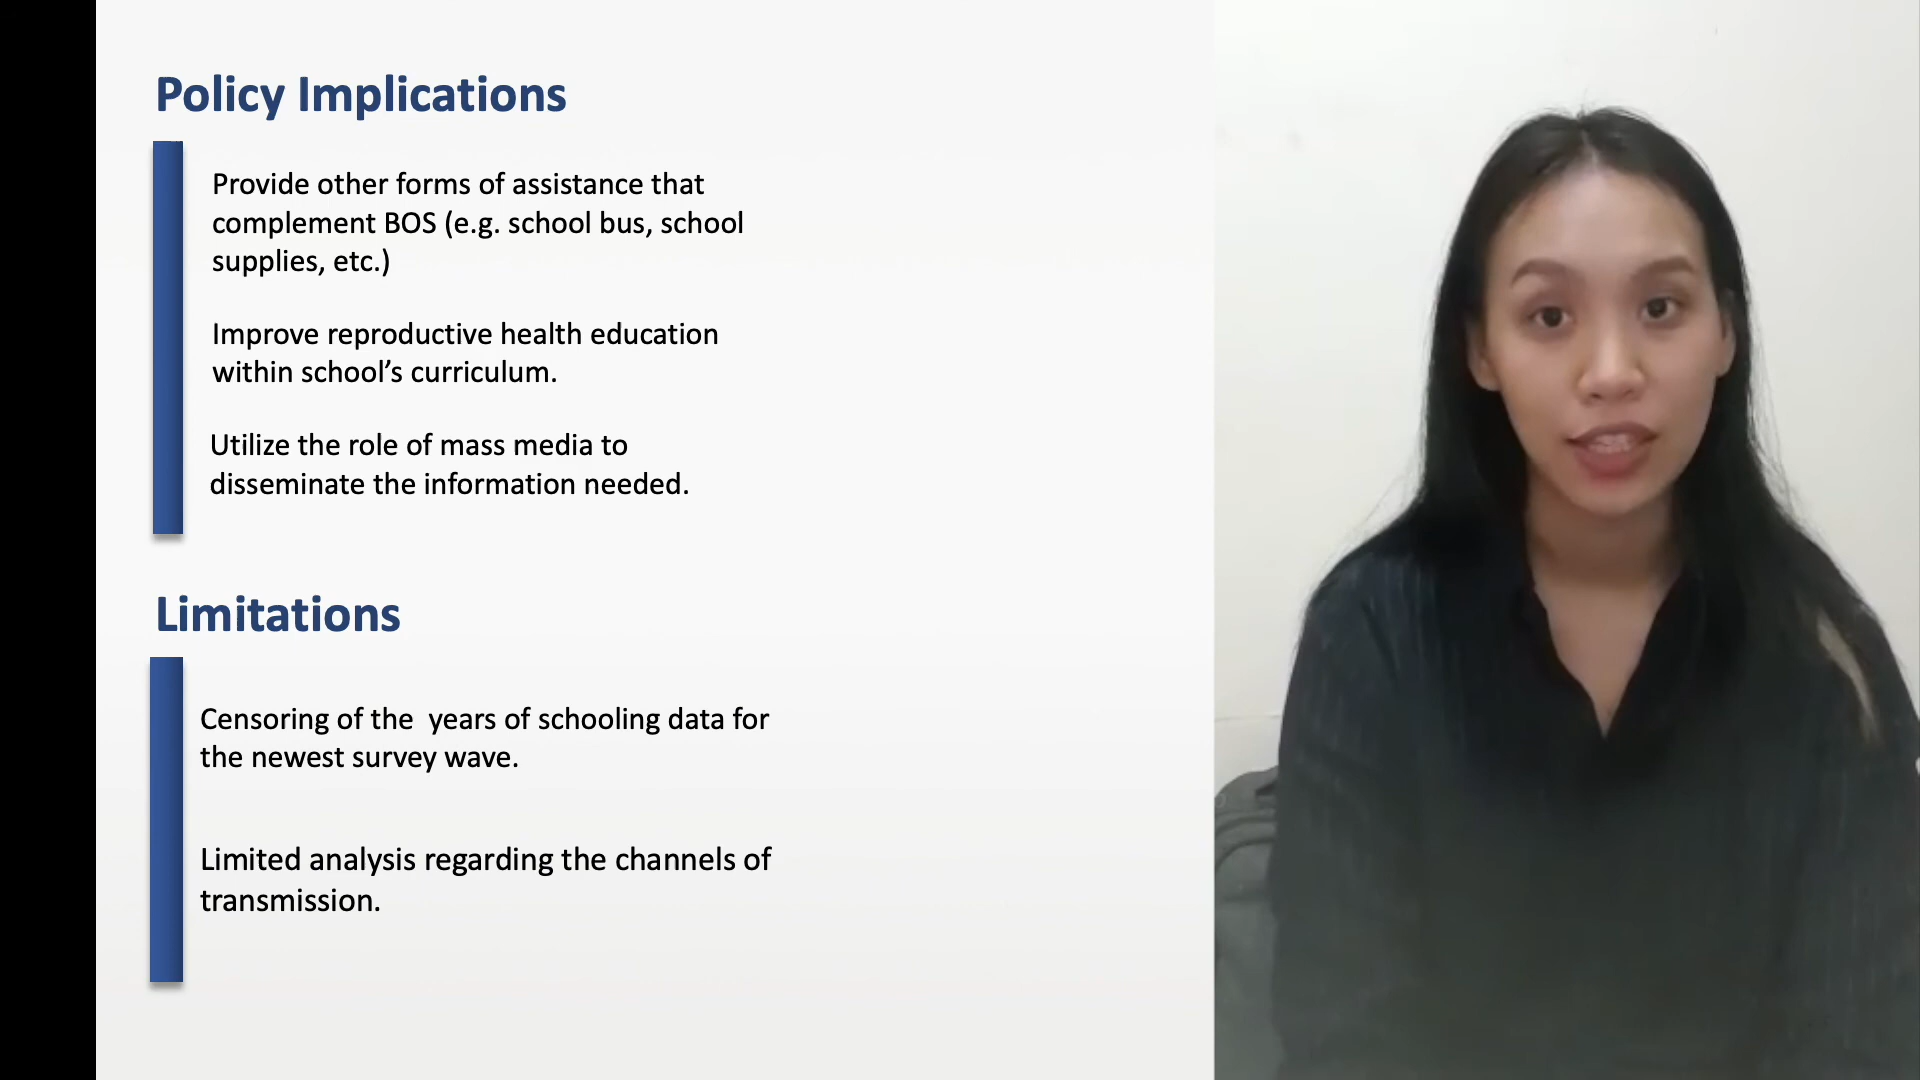 Policy Implications
Provide other forms of assistance that
complement BOS (e.g. school bus, school
supplies, etc.)
Improve reproductive health education
within school’s curriculum.
Utilize the role of mass media to
disseminate the information needed.
Limitations
Censoring of the  years of schooling data for
the newest survey wave.
Limited analysis regarding the channels of
transmission.